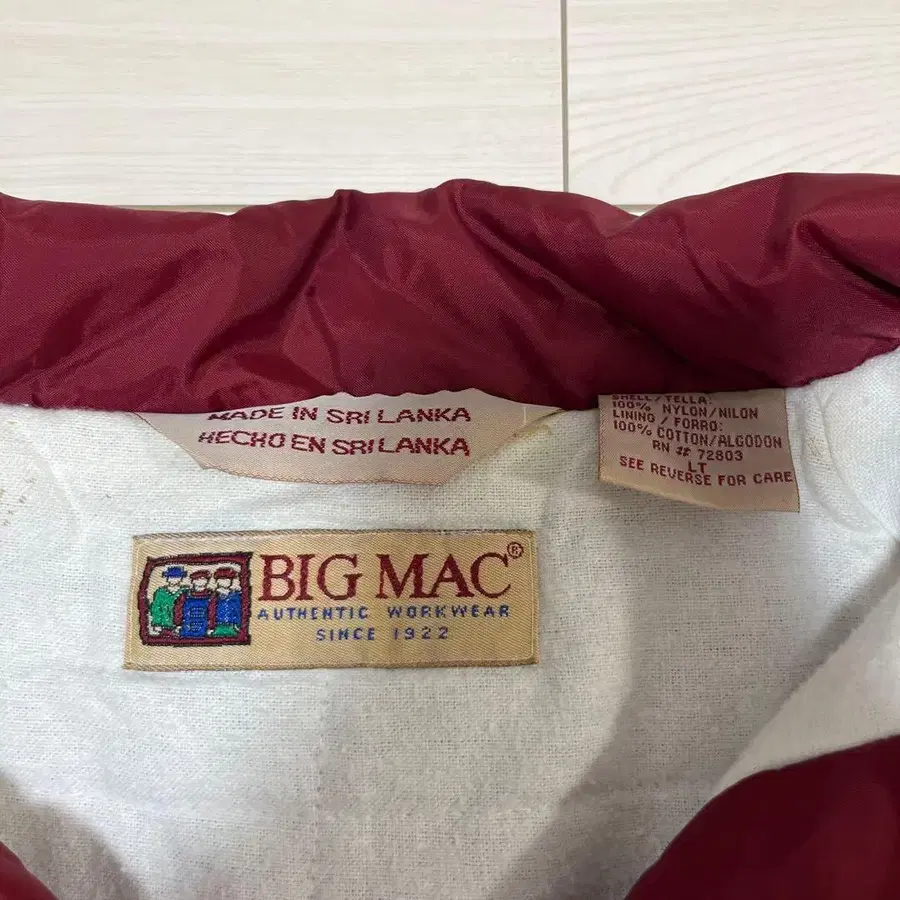 MADE IN SRI LANKA
HECHO EN SRI LANKA
SHELL/TELLA:
100% NYLON/NILON
LINING / FORRO:
100% COTTON/ALGODON
RN # 72803
LT
SEE REVERSE FOR CARE
BIG MAC®
AUTHENTIC WORKWEAR
SINCE 1922